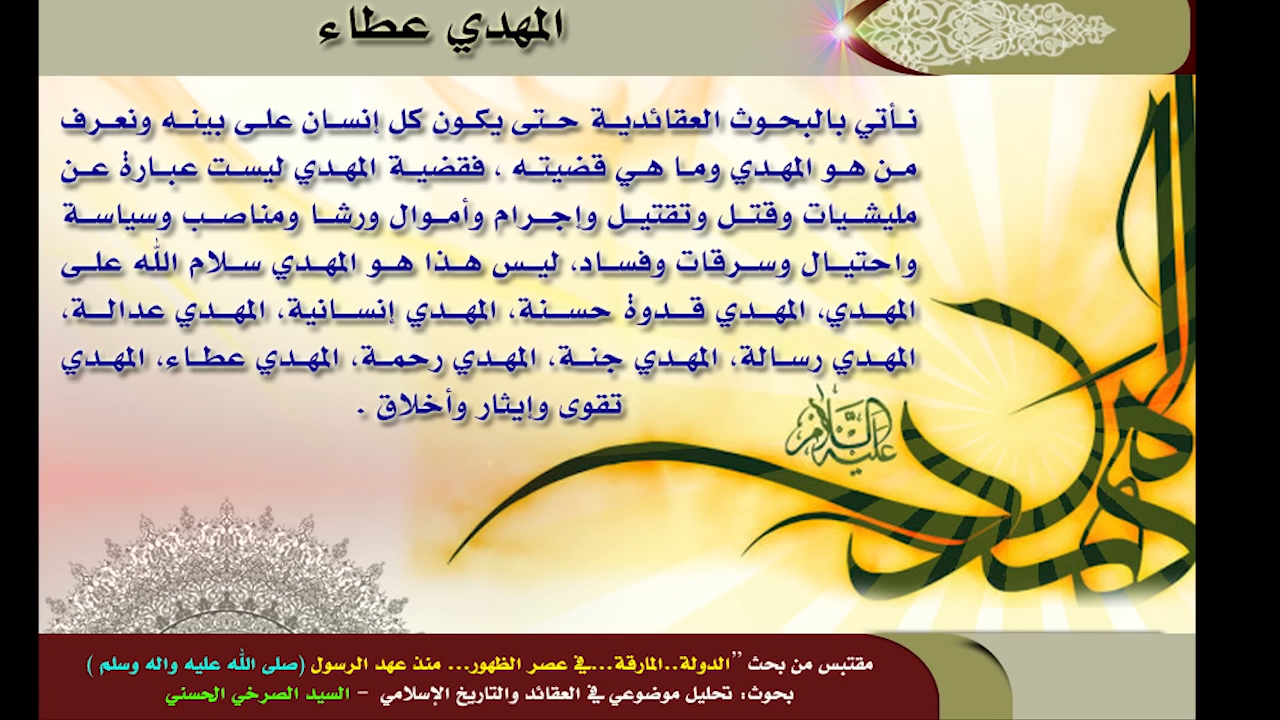 المهدي عطاء
نأتي بالبحوث العقائدية حتى يكون كل إنسان على بينه ونعرف
من هو المهدي وما هي قضيته ، فقضية المهدي ليست عبارة عن
مليشيات وقتل وتقتيل وإجرام وأموال ورشا ومناصب وسياسة
واحتيال وسرقات وفساد، ليس هذا هو المهدي سلام الله على
المهدي، المهدي قدوة حسنة، المهدي إنسانية، المهدي عدالة،
المهدي رسالة، المهدي جنة، المهدي رحمة، المهدي عطاء، المهدي
تقوى وإيثار وأخلاق .
المهدي
عليه السلام
مقتبس من بحث "الدولة..المارقة...في عصر الظهور... منذ عهد الرسول (صلى الله عليه واله وسلم )
بحوث: تحليل موضوعي في العقائد والتاريخ الإسلامي - السيد الصرخي الحسني